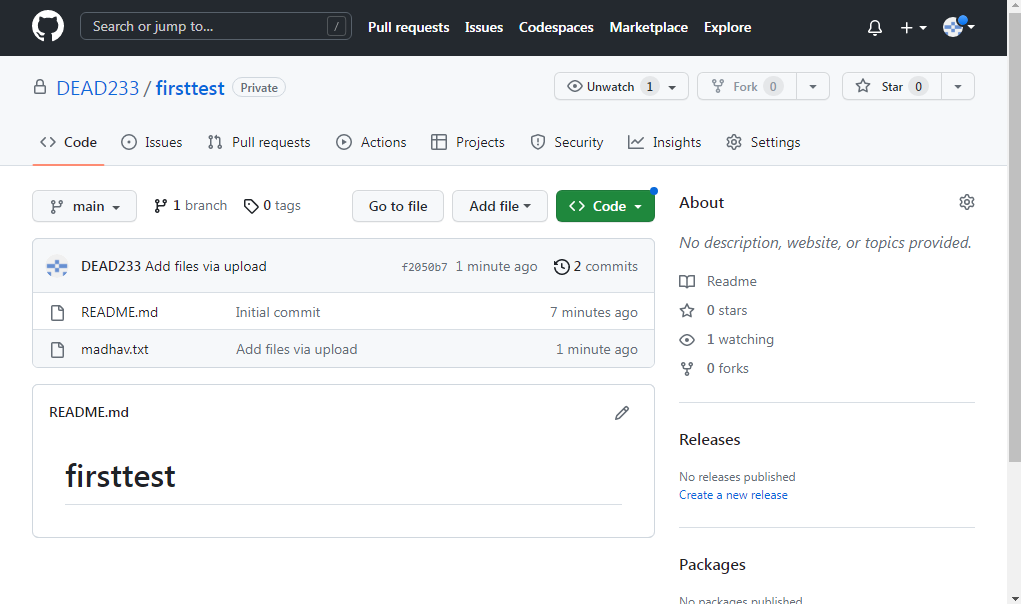 Search or jump to... / Pull requests Issues Codespaces Marketplace Explore
DEAD233 / firsttest Private Unwatch 1 Fork 0 Star 0
Code Issues Pull requests Actions Projects Security Insights Settings
main 1 branch 0 tags Go to file Add file Code
DEAD233 Add files via upload f2050b7 1 minute ago 2 commits
README.md Initial commit 7 minutes ago
madhav.txt Add files via upload 1 minute ago
README.md
firsttest
About
No description, website, or topics provided.
Readme
0 stars
1 watching
0 forks
Releases
No releases published
Create a new release
Packages
No packages published